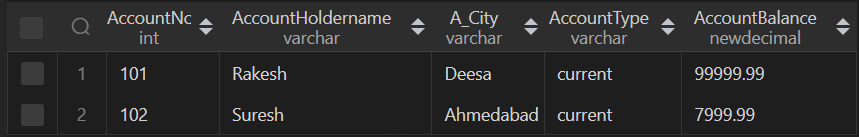 AccountNo AccountHoldername A_City AccountType AccountBalance
int varchar varchar varchar newdecimal
1 101 Rakesh Deesa current 99999.99
2 102 Suresh Ahmedabad current 7999.99